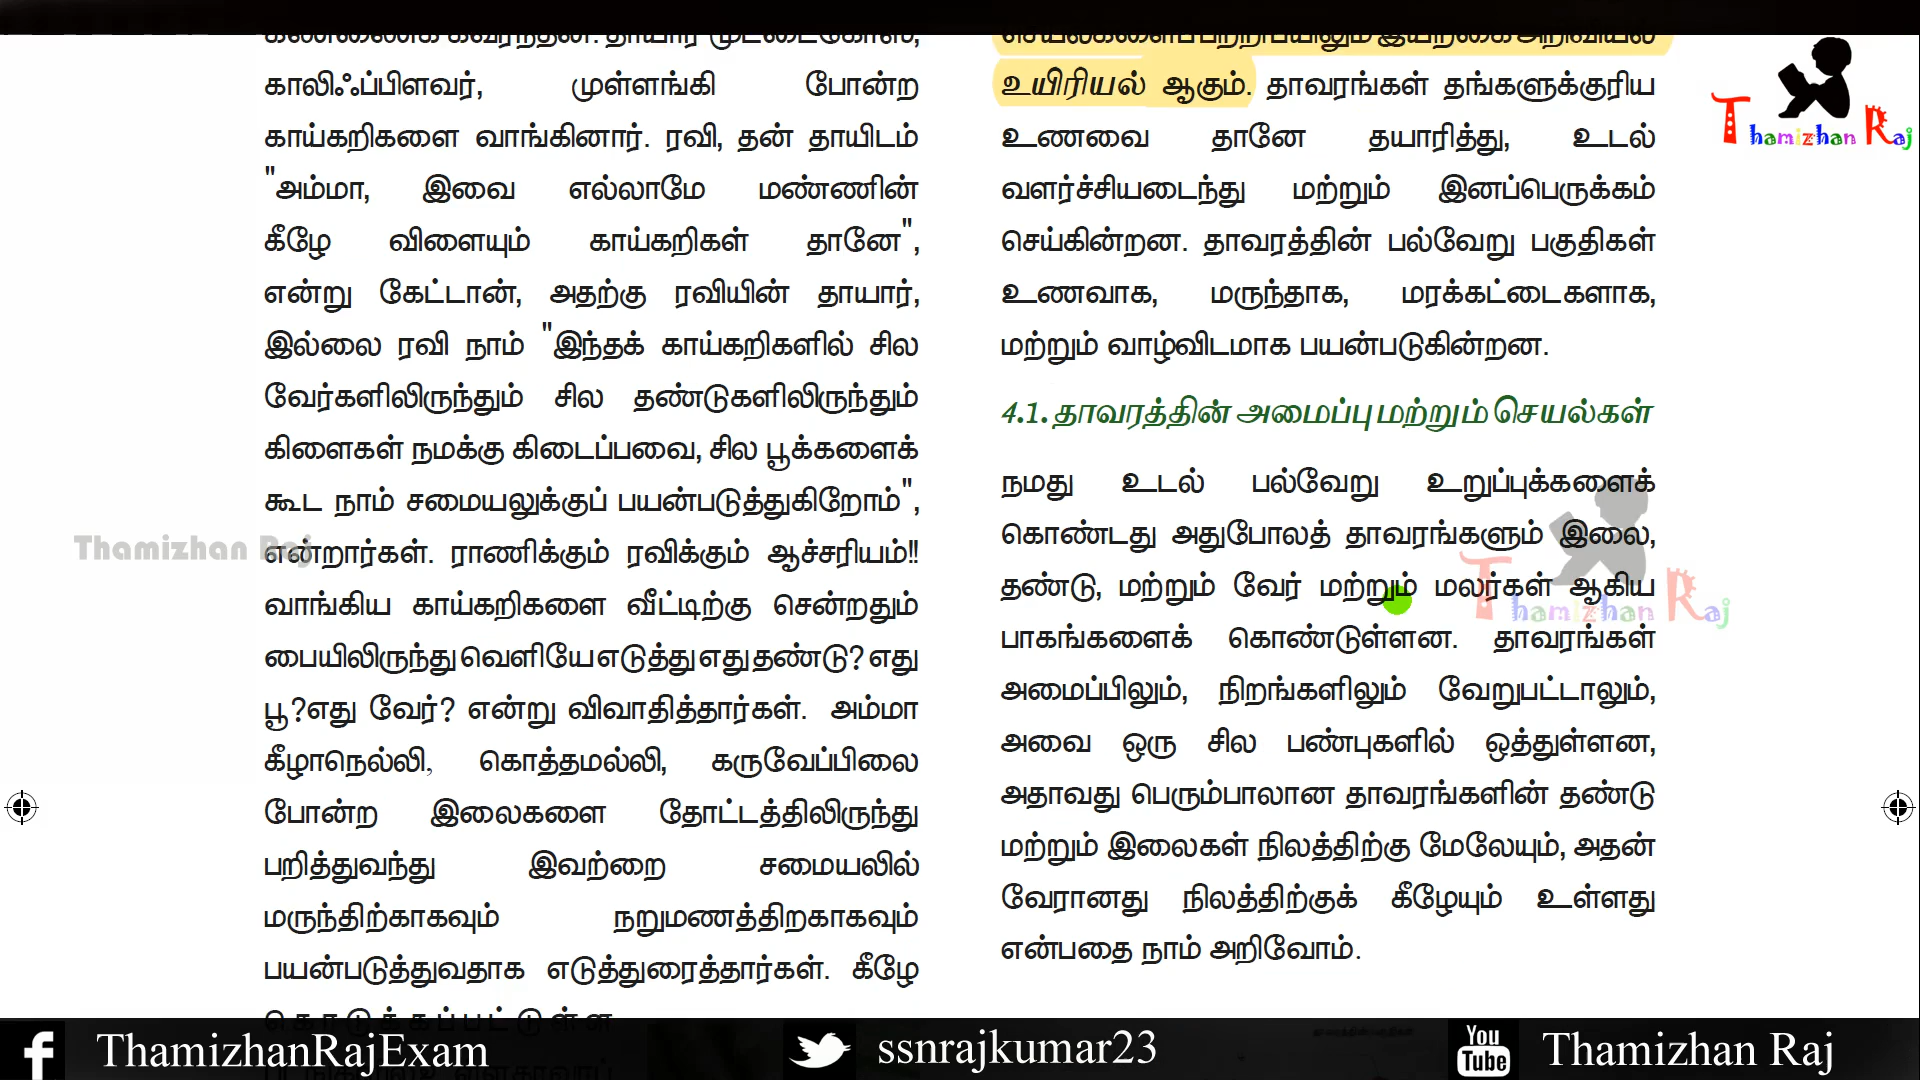 காலிஃப்பிளவர், முள்ளங்கி போன்ற
காய்கறிகளை வாங்கினார். ரவி, தன் தாயிடம்
"அம்மா, இவை எல்லாமே மண்ணின்
கீழே விளையும் காய்கறிகள் தானே",
என்று கேட்டான், அதற்கு ரவியின் தாயார்,
இல்லை ரவி நாம் "இந்தக் காய்கறிகளில் சில
வேர்களிலிருந்தும் சில தண்டுகளிலிருந்தும்
கிளைகள் நமக்கு கிடைப்பவை, சில பூக்களைக்
கூட நாம் சமையலுக்குப் பயன்படுத்துகிறோம்",
என்றார்கள். ராணிக்கும் ரவிக்கும் ஆச்சரியம்!!
வாங்கிய காய்கறிகளை வீட்டிற்கு சென்றதும்
பையிலிருந்து வெளியே எடுத்து எது தண்டு? எது
பூ?எது வேர்? என்று விவாதித்தார்கள். அம்மா
கீழாநெல்லி, கொத்தமல்லி, கருவேப்பிலை
போன்ற இலைகளை தோட்டத்திலிருந்து
பறித்துவந்து இவற்றை சமையலில்
மருந்திற்காகவும் நறுமணத்திறகாகவும்
பயன்படுத்துவதாக எடுத்துரைத்தார்கள். கீழே
உயிரியல் ஆகும். தாவரங்கள் தங்களுக்குரிய
உணவை தானே தயாரித்து, உடல்
வளர்ச்சியடைந்து மற்றும் இனப்பெருக்கம்
செய்கின்றன. தாவரத்தின் பல்வேறு பகுதிகள்
உணவாக, மருந்தாக, மரக்கட்டைகளாக,
மற்றும் வாழ்விடமாக பயன்படுகின்றன.
4.1. தாவரத்தின் அமைப்பு மற்றும் செயல்கள்
நமது உடல் பல்வேறு உறுப்புக்களைக்
கொண்டது அதுபோலத் தாவரங்களும் இலை,
தண்டு, மற்றும் வேர் மற்றும் மலர்கள் ஆகிய
பாகங்களைக் கொண்டுள்ளன. தாவரங்கள்
அமைப்பிலும், நிறங்களிலும் வேறுபட்டாலும்,
அவை ஒரு சில பண்புகளில் ஒத்துள்ளன,
அதாவது பெரும்பாலான தாவரங்களின் தண்டு
மற்றும் இலைகள் நிலத்திற்கு மேலேயும், அதன்
வேரானது நிலத்திற்குக் கீழேயும் உள்ளது
என்பதை நாம் அறிவோம்.
Thamizhan Raj
Thamizhan Raj
Thamizhan Raj
ThamizhanRajExam
ssnrajkumar23
You Tube
Thamizhan Raj